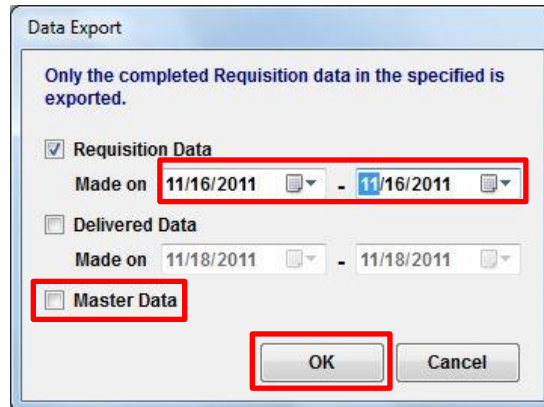 Data Export
Only the completed Requisition data in the specified is
exported.
Requisition Data
Made on 11/16/2011 - 11/16/2011
Delivered Data
Made on 11/18/2011 - 11/18/2011
Master Data
OK Cancel